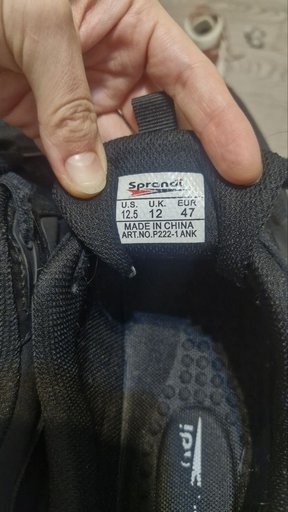 Sprandi
U.S. U.K. EUR
12.5 12 47
MADE IN CHINA
ART.NO.P222-1 ANK